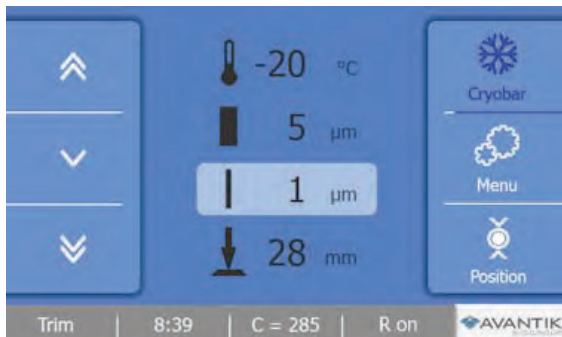 -20 °C
5 µm
1 µm
28 mm
Cryobar
Menu
Position
Trim | 8:39 | C = 285 | R on
AVANTIK